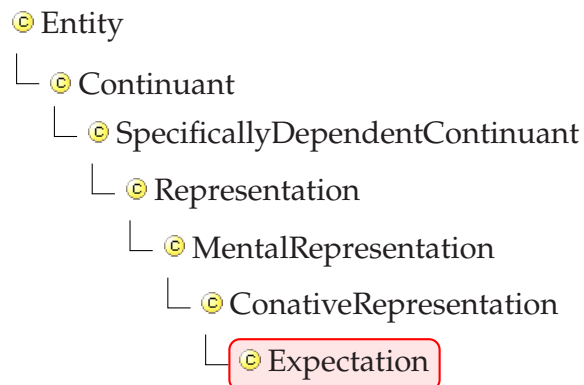 Entity
Continuant
SpecificallyDependentContinuant
Representation
MentalRepresentation
ConativeRepresentation
Expectation